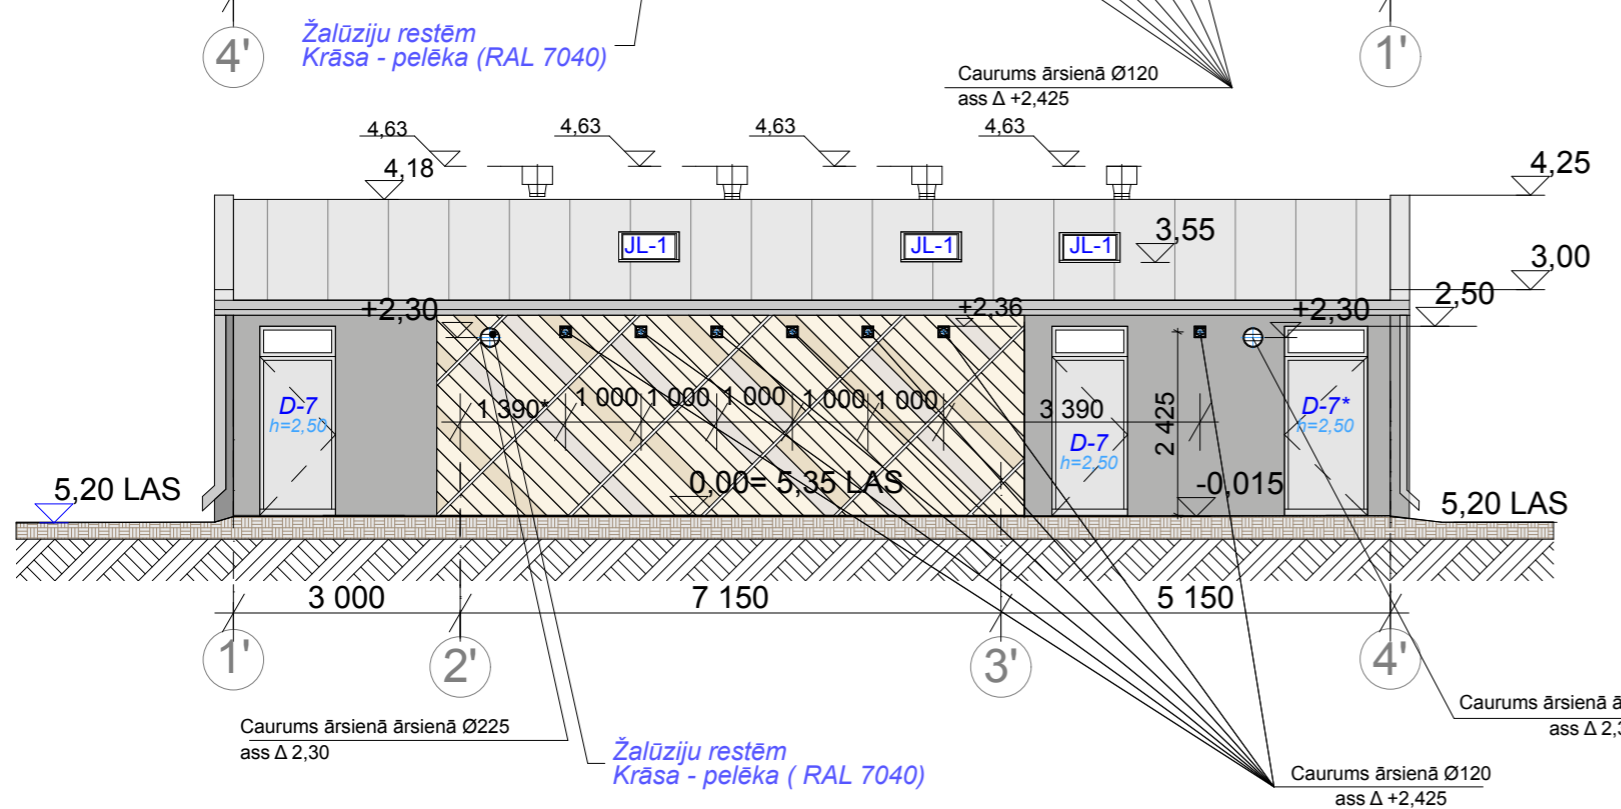 4'
Žalūziju restēm
Krāsa - pelēka (RAL 7040)
1'
Caurums ārsienā Ø120
ass Δ +2,425
4,63
4,63
4,63
4,63
4,18
4,25
JL-1
JL-1
JL-1
3,55
3,00
+2,30
+2,36
+2,30
2,50
1 390*
1 000
1 000
1 000
1 000
1 000
3 390
2 425
D-7
h=2,50
D-7
h=2,50
D-7*
h=2,50
5,20 LAS
0,00= 5,35 LAS
-0,015
5,20 LAS
3 000
7 150
5 150
1'
2'
3'
4'
Caurums ārsienā ārsienā Ø225
ass Δ 2,30
Žalūziju restēm
Krāsa - pelēka ( RAL 7040)
Caurums ārsienā
ass Δ
Caurums ārsienā Ø120
ass Δ +2,425